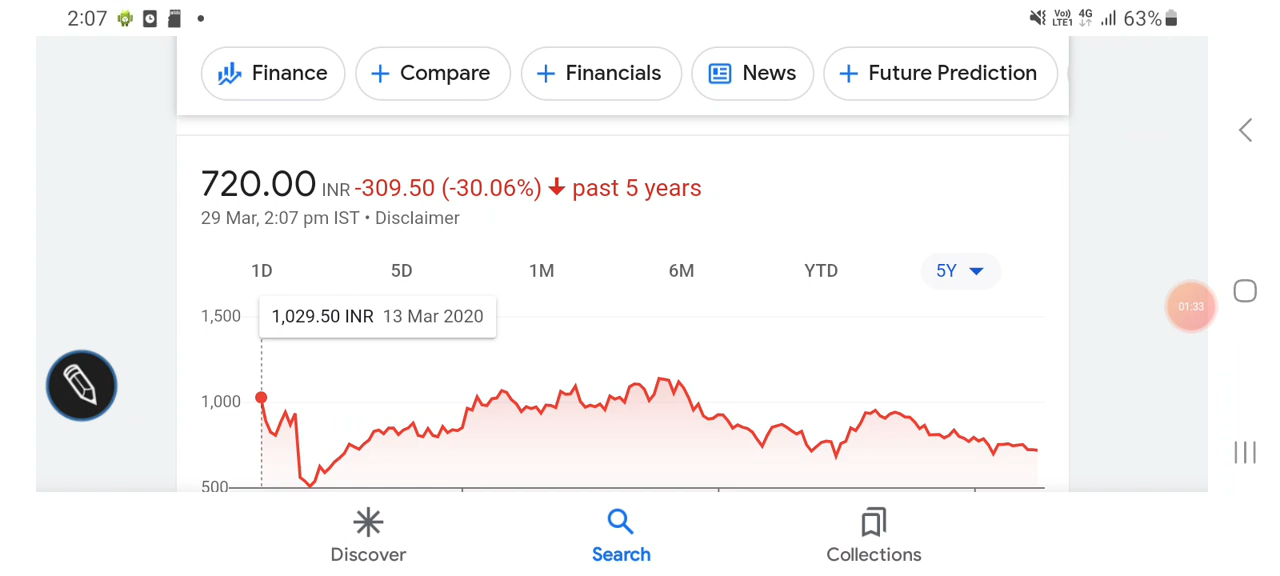 2:07 Vo)) LTE1 4G 63%
Finance Compare Financials News Future Prediction
720.00 INR -309.50 (-30.06%) past 5 years
29 Mar, 2:07 pm IST • Disclaimer
1D 5D 1M 6M YTD 5Y
1,500
1,029.50 INR 13 Mar 2020
01:33
1,000
500
Discover Search Collections